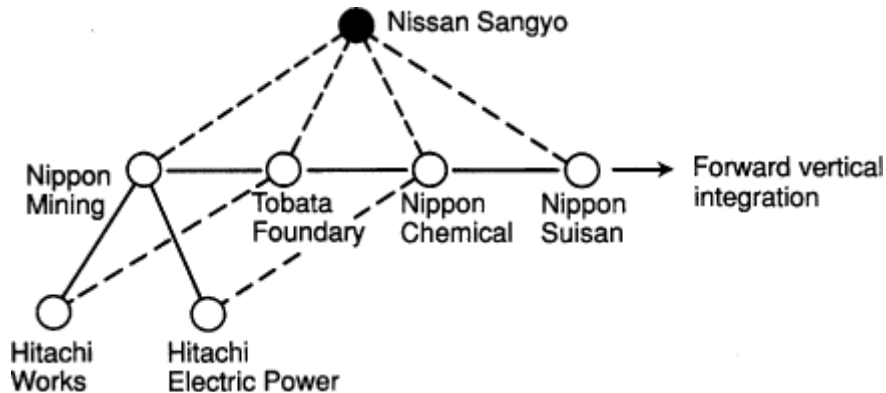 Nissan Sangyo
Nippon
Mining
Tobata
Foundary
Nippon
Chemical
Nippon
Suisan
Forward vertical
integration
Hitachi
Works
Hitachi
Electric Power